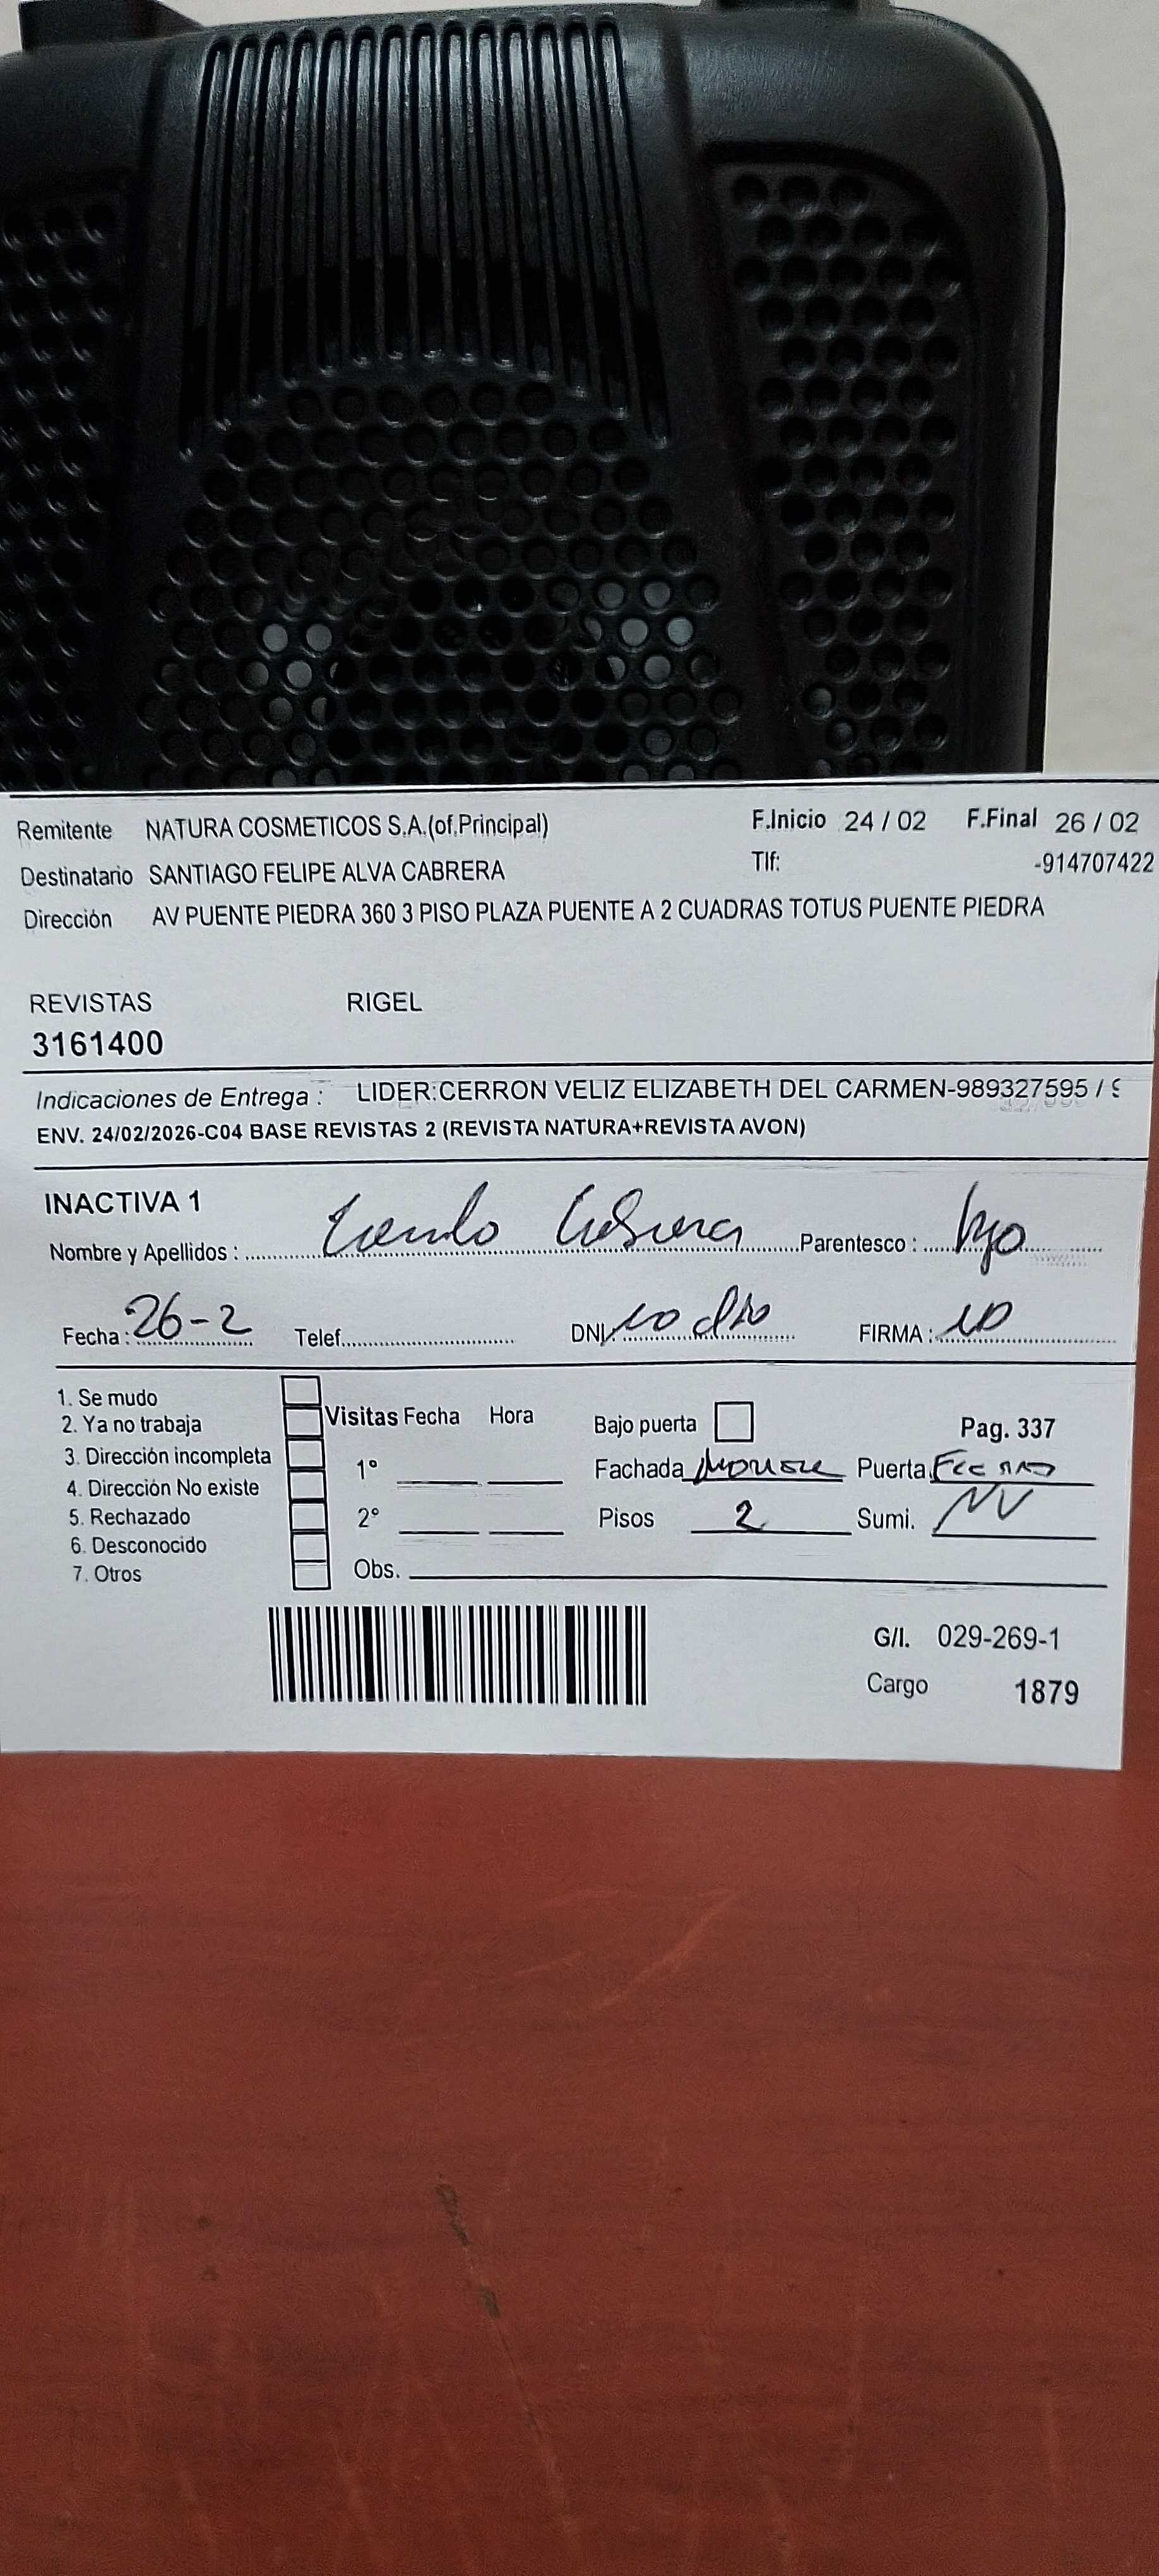 Remitente NATURA COSMETICOS S.A.(of.Principal) F.Inicio 24 / 02 F.Final 26 / 02
Destinatario SANTIAGO FELIPE ALVA CABRERA Tlf: -914707422
Dirección AV PUENTE PIEDRA 360 3 PISO PLAZA PUENTE A 2 CUADRAS TOTUS PUENTE PIEDRA
REVISTAS RIGEL
3161400
Indicaciones de Entrega : LIDER:CERRON VELIZ ELIZABETH DEL CARMEN-989327595 / 9
ENV. 24/02/2026-C04 BASE REVISTAS 2 (REVISTA NATURA+REVISTA AVON)
INACTIVA 1
Nombre y Apellidos : Cabrera Parentesco : hijo
Fecha : 26-2 Telef. DNI FIRMA :
1. Se mudo
2. Ya no trabaja Visitas Fecha Hora Bajo puerta Pag. 337
3. Dirección incompleta 1° Fachada Puerta
4. Dirección No existe
5. Rechazado 2° Pisos 2 Sumi. NV
6. Desconocido
7. Otros Obs.
G/I. 029-269-1
Cargo 1879